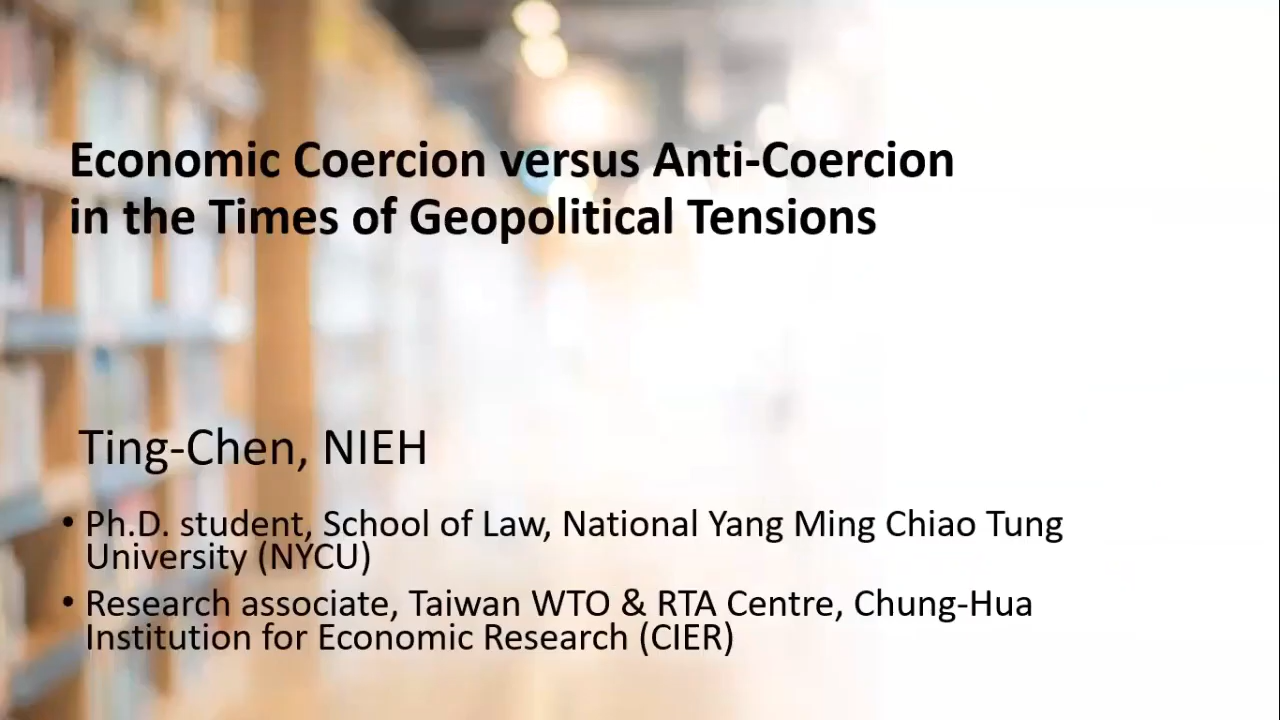 Economic Coercion versus Anti-Coercion
in the Times of Geopolitical Tensions
Ting-Chen, NIEH
• Ph.D. student, School of Law, National Yang Ming Chiao Tung
University (NYCU)
• Research associate, Taiwan WTO & RTA Centre, Chung-Hua
Institution for Economic Research (CIER)